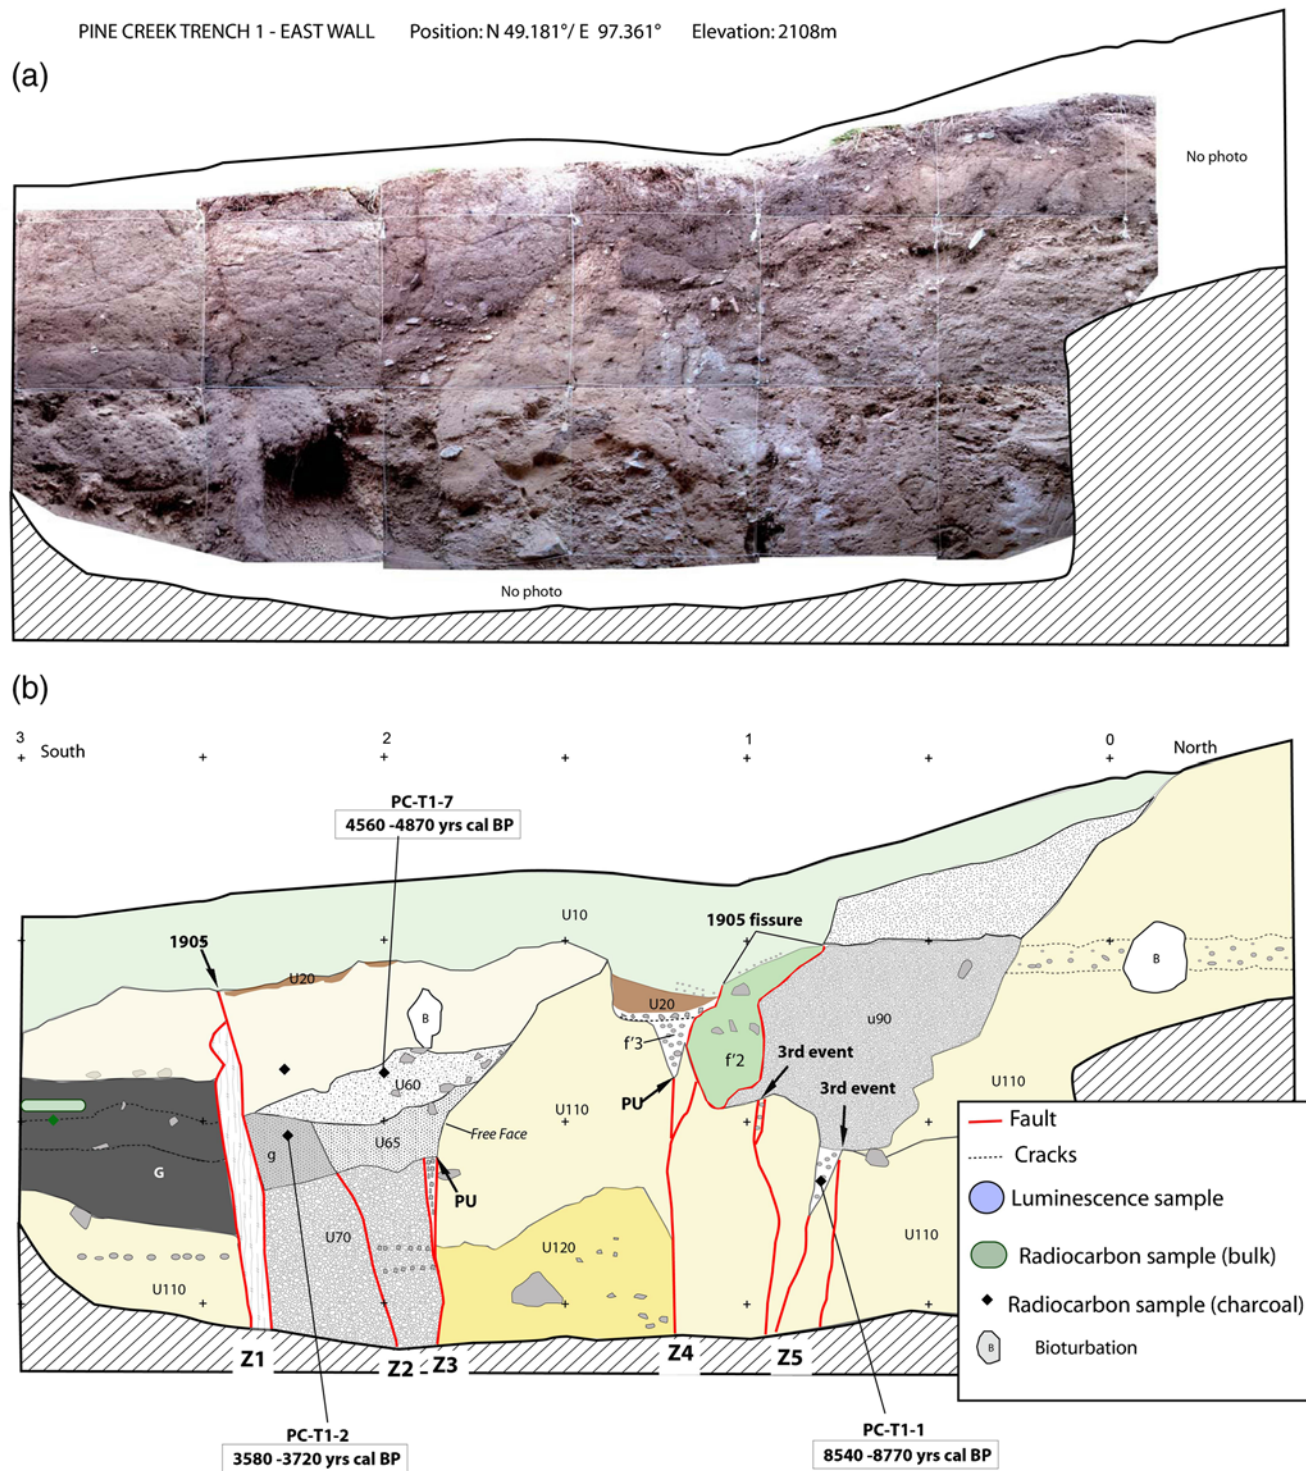 PINE CREEK TRENCH 1 - EAST WALL Position: N 49.181°/ E 97.361° Elevation: 2108m
(a)
No photo
No photo
(b)
3 2 1 0
South North
PC-T1-7
4560 -4870 yrs cal BP
U10
1905 fissure
1905
U20
B
B
U20
u90
f'3
f'2
3rd event
U60
3rd event
PU
U110
U110
U65
Free Face
g
G
PU
U70
U120
U110
U110
Z1
Z2
Z3
Z4
Z5
Fault
Cracks
Luminescence sample
Radiocarbon sample (bulk)
Radiocarbon sample (charcoal)
B
Bioturbation
PC-T1-2
3580 -3720 yrs cal BP
PC-T1-1
8540 -8770 yrs cal BP